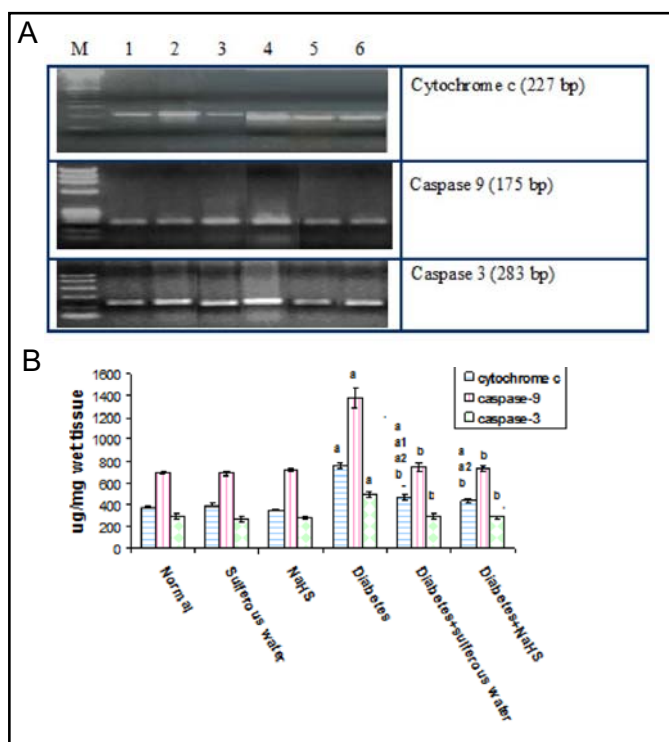 A
M 1 2 3 4 5 6
Cytochrome c (227 bp)
Caspase 9 (175 bp)
Caspase 3 (283 bp)
B
ug/mg wet tissue
1600
1400
1200
1000
800
600
400
200
0
a
a
a
a
a1
a2
b
b
b
a
a2
b
b
b
cytochrome c
caspase-9
caspase-3
Normal
Sulferous water
NaHS
Diabetes
Diabetes+sulferous water
Diabetes+NaHS